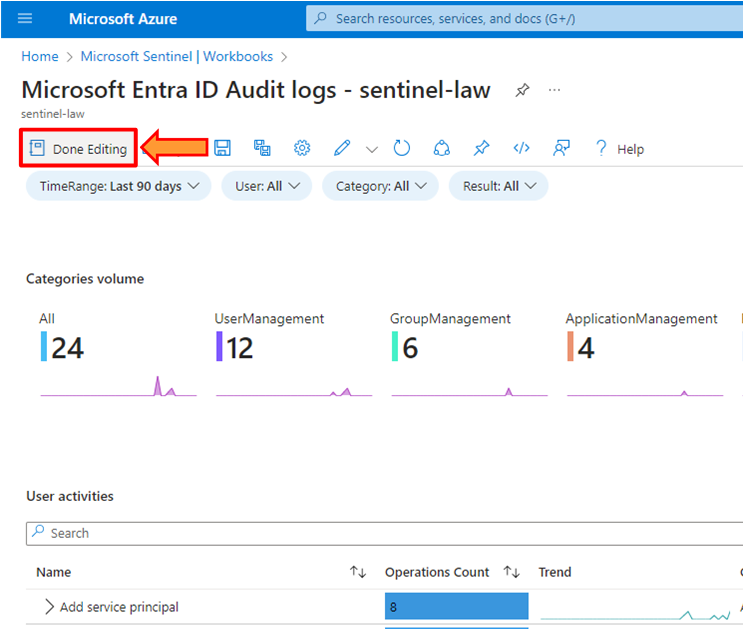 Microsoft Azure
Search resources, services, and docs (G+/)
Home > Microsoft Sentinel | Workbooks >
Microsoft Entra ID Audit logs - sentinel-law
sentinel-law
Done Editing
Help
TimeRange: Last 90 days
User: All
Category: All
Result: All
Categories volume
All
24
UserManagement
12
GroupManagement
6
ApplicationManagement
4
User activities
Search
Name
Operations Count
Trend
Add service principal
8